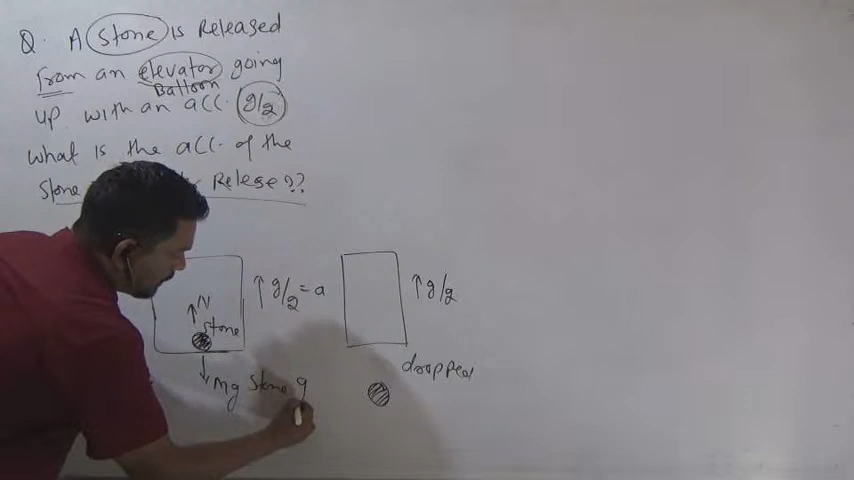 Q. A stone is Released
from an elevator going
Balloon
up with an acc. g/2
what is the acc. of the
Stone Relese ??
↑ g/2 = a
↑ g/g
↑ N
stone
dropped
↓ mg Stone g